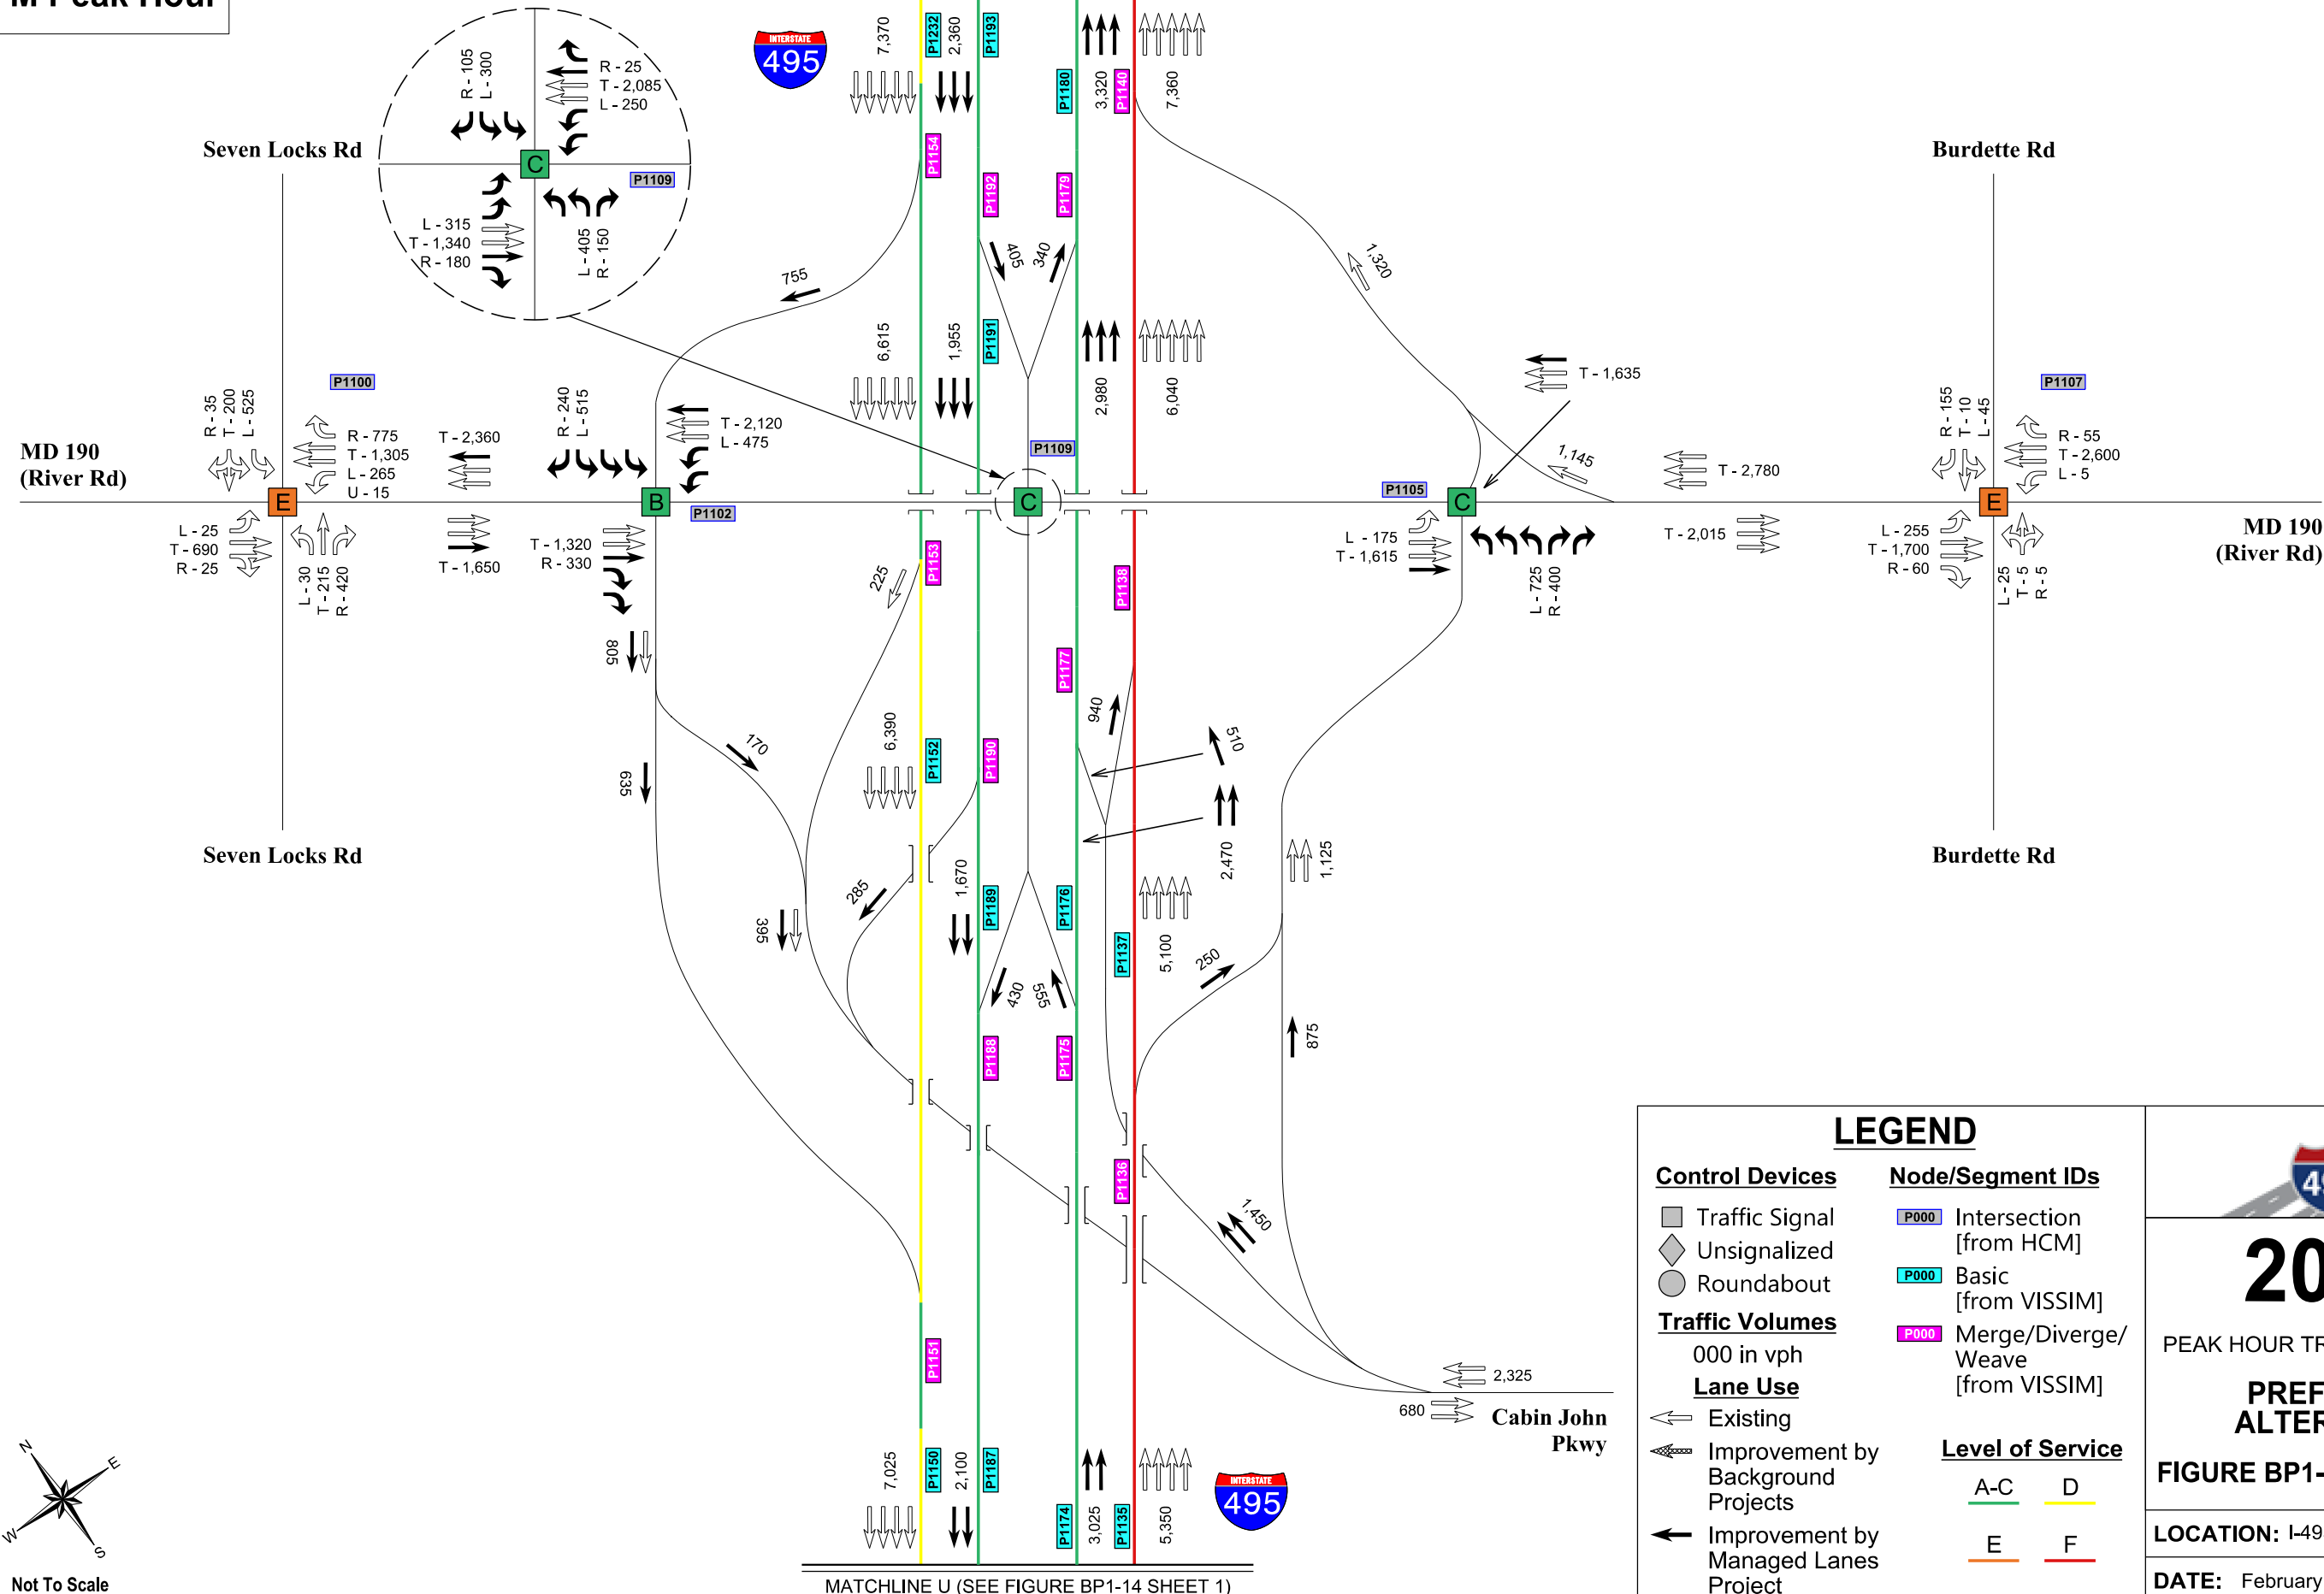 M Peak Hour
INTERSTATE
495
7,370
P1232
2,360
P1193
P1180
3,320
P1140
7,360
R - 105
L - 300
R - 25
T - 2,085
L - 250
C
P1109
L - 315
T - 1,340
R - 180
L - 405
R - 150
Seven Locks Rd
Burdette Rd
P1154
P1192
P1179
405
340
755
1,320
6,615
1,955
P1191
2,980
6,040
P1100
R - 35
T - 200
L - 525
R - 775
T - 1,305
L - 265
U - 15
T - 2,360
R - 240
L - 515
T - 2,120
L - 475
P1109
T - 1,635
1,145
T - 2,780
R - 155
T - 10
L - 45
P1107
R - 55
T - 2,600
L - 5
MD 190
(River Rd)
E
B
P1102
C
P1105
C
E
MD 190
(River Rd)
L - 25
T - 690
R - 25
L - 30
T - 215
R - 420
T - 1,650
T - 1,320
R - 330
L - 175
T - 1,615
L - 725
R - 400
T - 2,015
L - 255
T - 1,700
R - 60
L - 25
T - 5
R - 5
225
P1153
P1138
805
P1177
170
635
6,390
P1152
P1190
940
510
2,470
1,125
Seven Locks Rd
Burdette Rd
285
1,670
P1189
P1176
5,100
P1137
395
430
555
250
875
P1188
P1175
P1136
1,450
P1151
2,325
680
Cabin John
Pkwy
7,025
P1150
2,100
P1187
P1174
3,025
P1135
5,350
INTERSTATE
495
MATCHLINE U (SEE FIGURE BP1-14 SHEET 1)
N
E
W
S
Not To Scale
LEGEND
Control Devices
Traffic Signal
Unsignalized
Roundabout
Traffic Volumes
000 in vph
Lane Use
Existing
Improvement by
Background
Projects
Improvement by
Managed Lanes
Project
Node/Segment IDs
P000 Intersection
[from HCM]
P000 Basic
[from VISSIM]
P000 Merge/Diverge/
Weave
[from VISSIM]
Level of Service
A-C
D
E
F
49
20
PEAK HOUR TR
PREF
ALTER
FIGURE BP1-
LOCATION: I-49
DATE: February